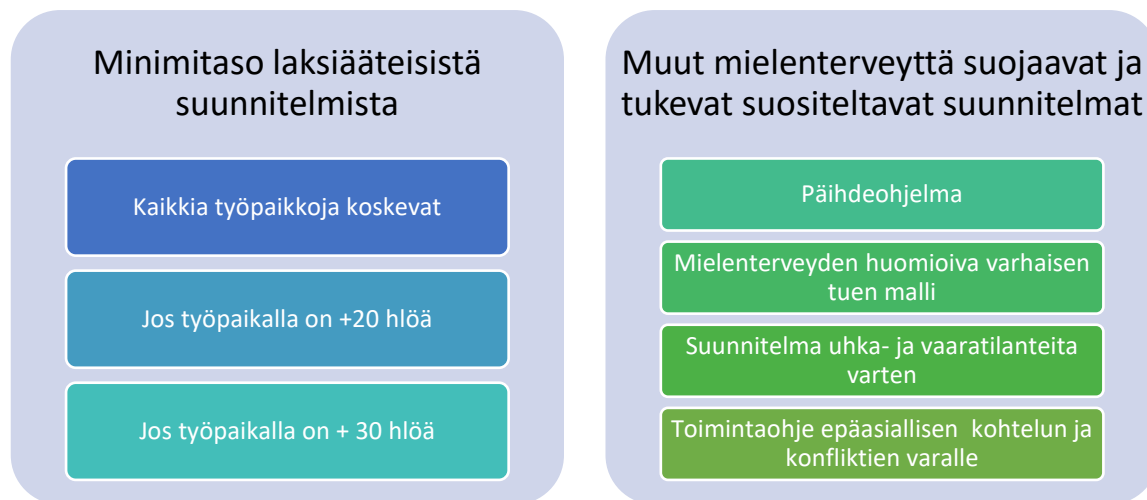 Minimitaso laksiääteisistä
suunnitelmista
Kaikkia työpaikkoja koskevat
Jos työpaikalla on +20 hlöä
Jos työpaikalla on + 30 hlöä
Muut mielenterveyttä suojaavat ja
tukevat suositeltavat suunnitelmat
Päihdeohjelma
Mielenterveyden huomioiva varhaisen
tuen malli
Suunnitelma uhka- ja vaaratilanteita
varten
Toimintaohje epäasiallisen kohtelun ja
konfliktien varalle